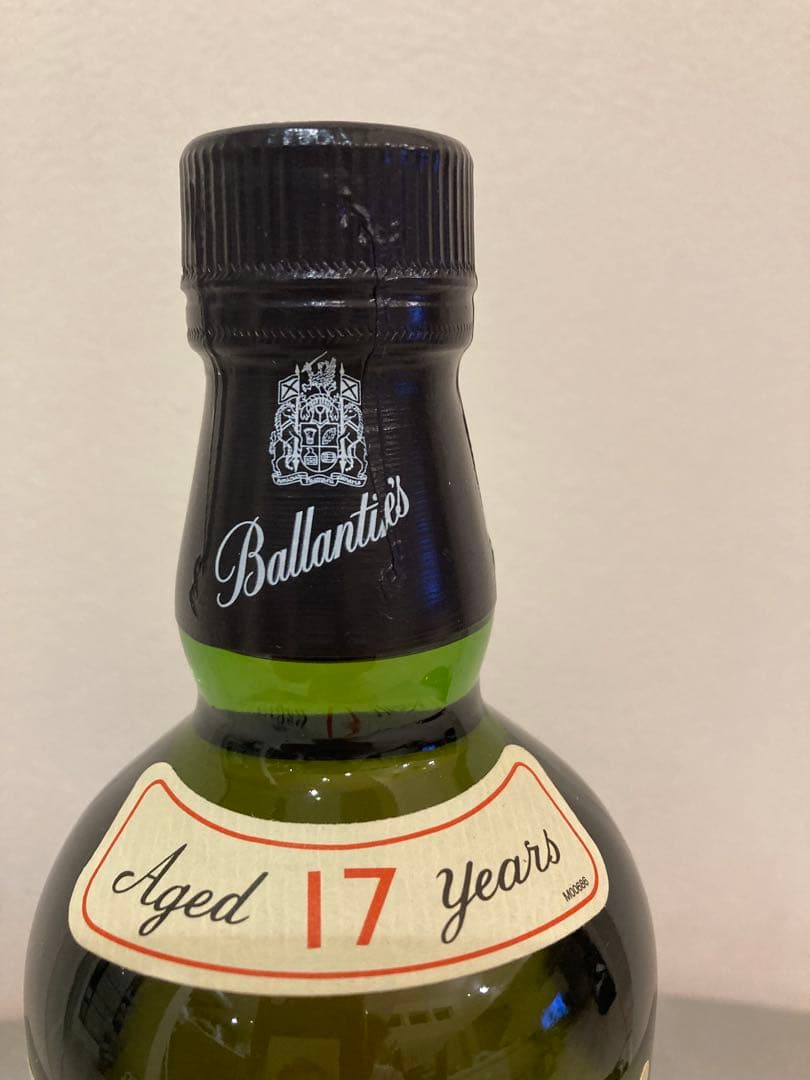 Ballantine's
Aged 17 Years
M00686